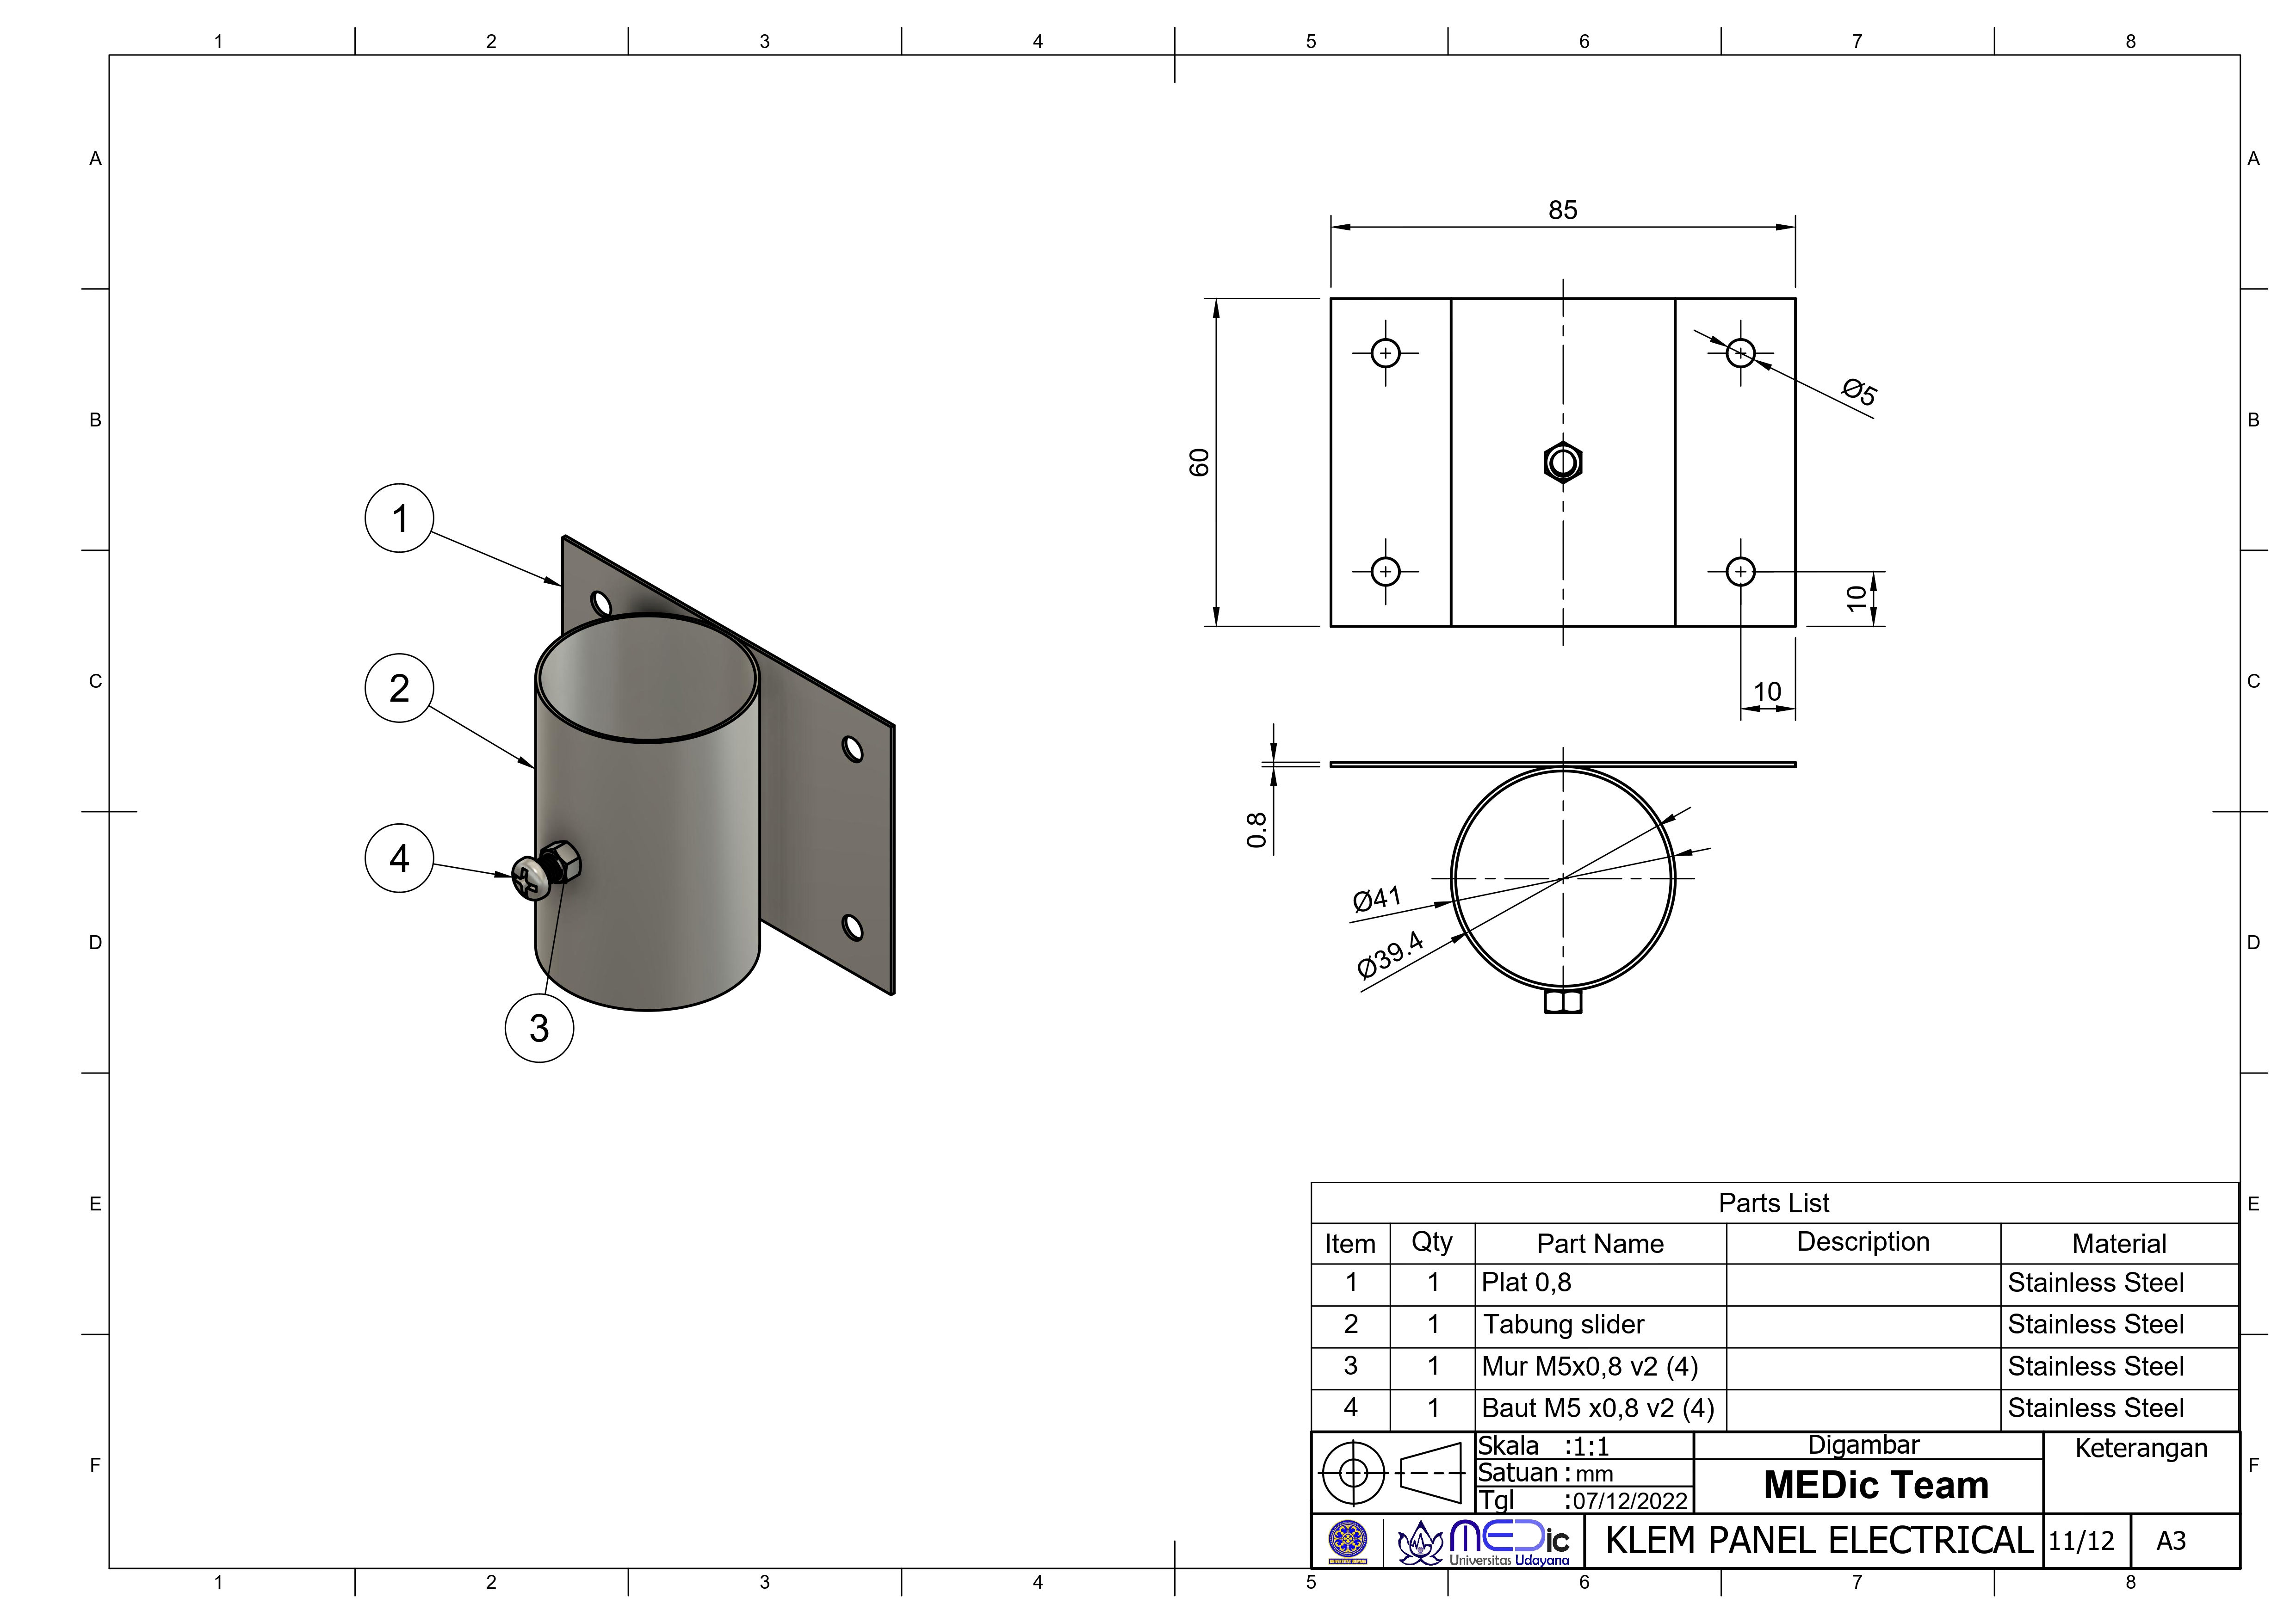 1 2 3 4 5 6 7 8
A A
B B
C C
D D
E E
F F
1 2 3 4 5 6 7 8
1
2
4
3
85
60
Ø5
10
10
0.8
Ø41
Ø39.4
Parts List
Item Qty Part Name Description Material
1 1 Plat 0,8 Stainless Steel
2 1 Tabung slider Stainless Steel
3 1 Mur M5x0,8 v2 (4) Stainless Steel
4 1 Baut M5 x0,8 v2 (4) Stainless Steel
Skala :1:1
Satuan : mm
Tgl :07/12/2022
Digambar
MEDic Team
Keterangan
MEDic
Universitas Udayana
KLEM PANEL ELECTRICAL 11/12 A3